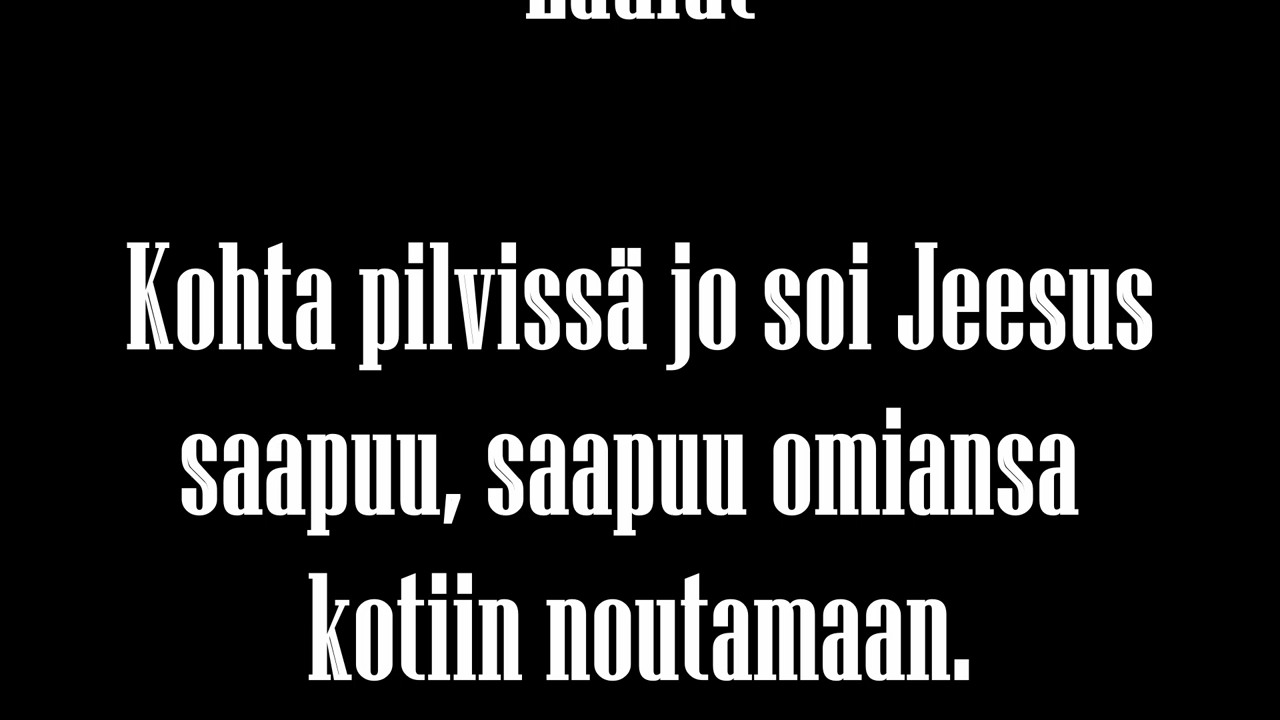 Kohta pilvissä jo soi Jeesus
saapuu, saapuu omiansa
kotiin noutamaan.